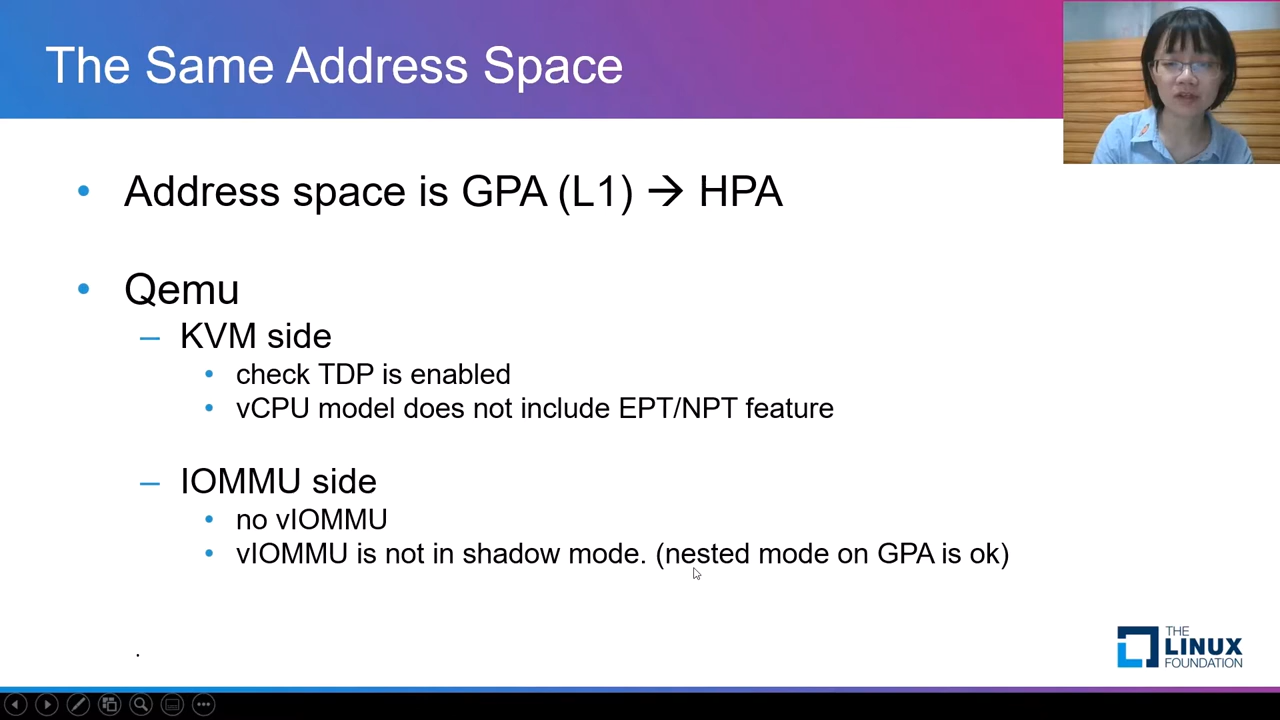 The Same Address Space
• Address space is GPA (L1) → HPA
• Qemu
– KVM side
• check TDP is enabled
• vCPU model does not include EPT/NPT feature
– IOMMU side
• no vIOMMU
• vIOMMU is not in shadow mode. (nested mode on GPA is ok)
.
THE
LINUX
FOUNDATION